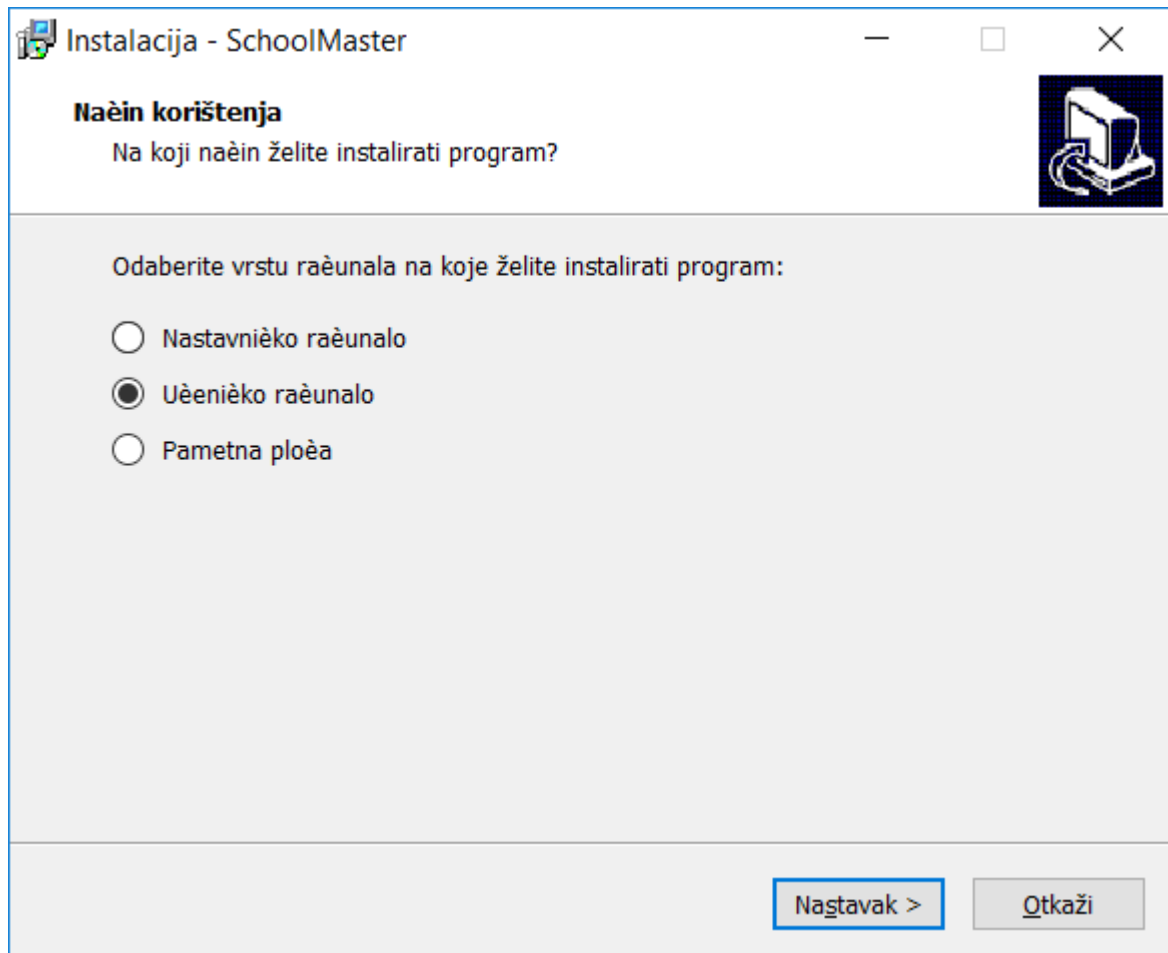 Instalacija - SchoolMaster
Naèin korištenja
Na koji naèin želite instalirati program?
Odaberite vrstu raèunala na koje želite instalirati program:
Nastavnièko raèunalo
Uèenièko raèunalo
Pametna ploèa
Nastavak >
Otkaži